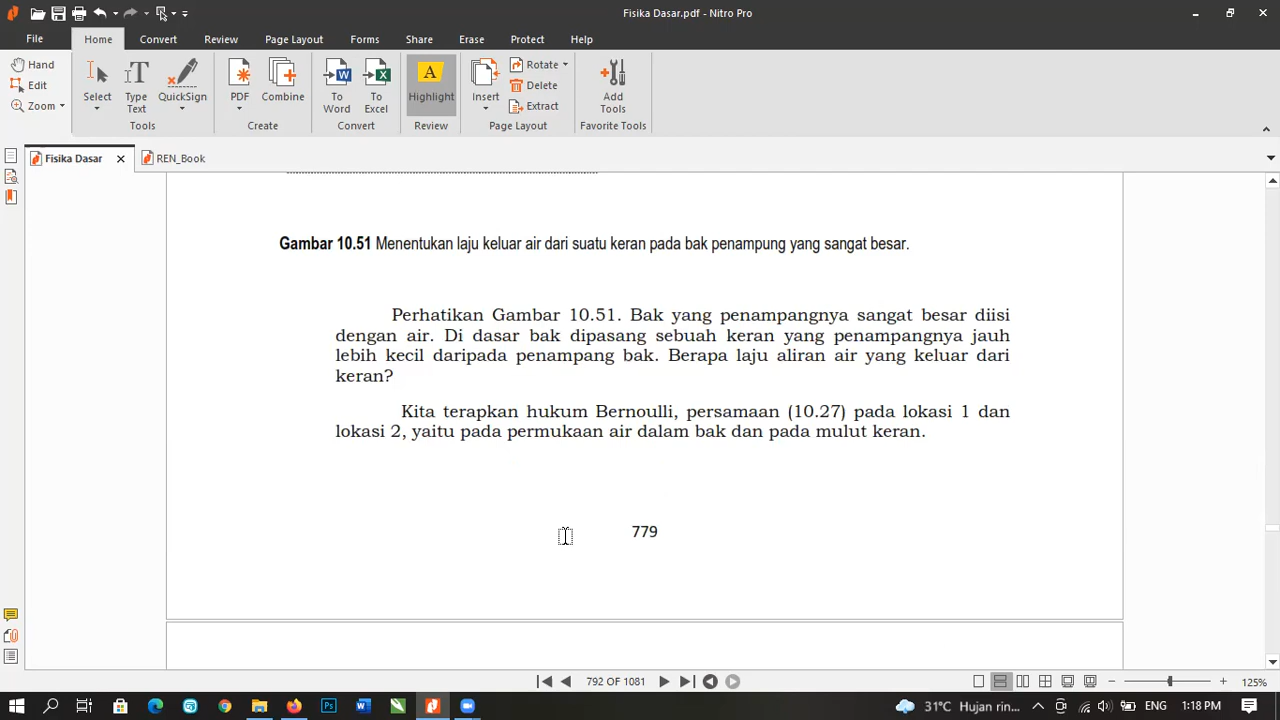 Fisika Dasar.pdf - Nitro Pro
File Home Convert Review Page Layout Forms Share Erase Protect Help
Hand
Edit
Zoom
Select
Type Text
QuickSign
Tools
PDF
Combine
Create
To Word
To Excel
Convert
Highlight
Review
Insert
Rotate
Delete
Extract
Page Layout
Add Tools
Favorite Tools
Fisika Dasar REN_Book
Gambar 10.51 Menentukan laju keluar air dari suatu keran pada bak penampung yang sangat besar.
Perhatikan Gambar 10.51. Bak yang penampangnya sangat besar diisi
dengan air. Di dasar bak dipasang sebuah keran yang penampangnya jauh
lebih kecil daripada penampang bak. Berapa laju aliran air yang keluar dari
keran?
Kita terapkan hukum Bernoulli, persamaan (10.27) pada lokasi 1 dan
lokasi 2, yaitu pada permukaan air dalam bak dan pada mulut keran.
779
792 OF 1081
125%
31°C Hujan rin... ENG 1:18 PM